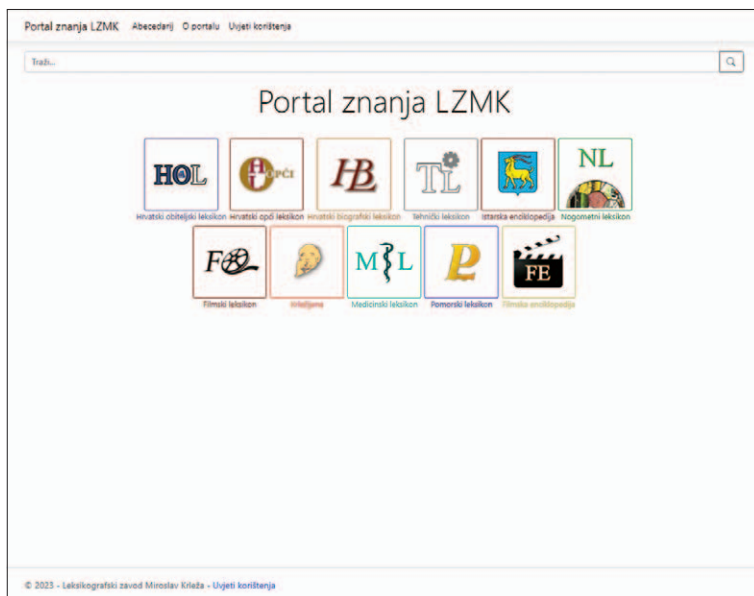 Portal znanja LZMK Abecedarij O portalu Uvjeti korištenja
Traži...
Portal znanja LZMK
HOL
HOL OPĆI
HB
TL
NL
Hrvatski obiteljski leksikon Hrvatski opći leksikon Hrvatski biografski leksikon Tehnički leksikon Istarska enciklopedija Nogometni leksikon
M L
PL
FE
Filmski leksikon Krležijana Medicinski leksikon Pomorski leksikon Filmska enciklopedija
© 2023 - Leksikografski zavod Miroslav Krleža - Uvjeti korištenja